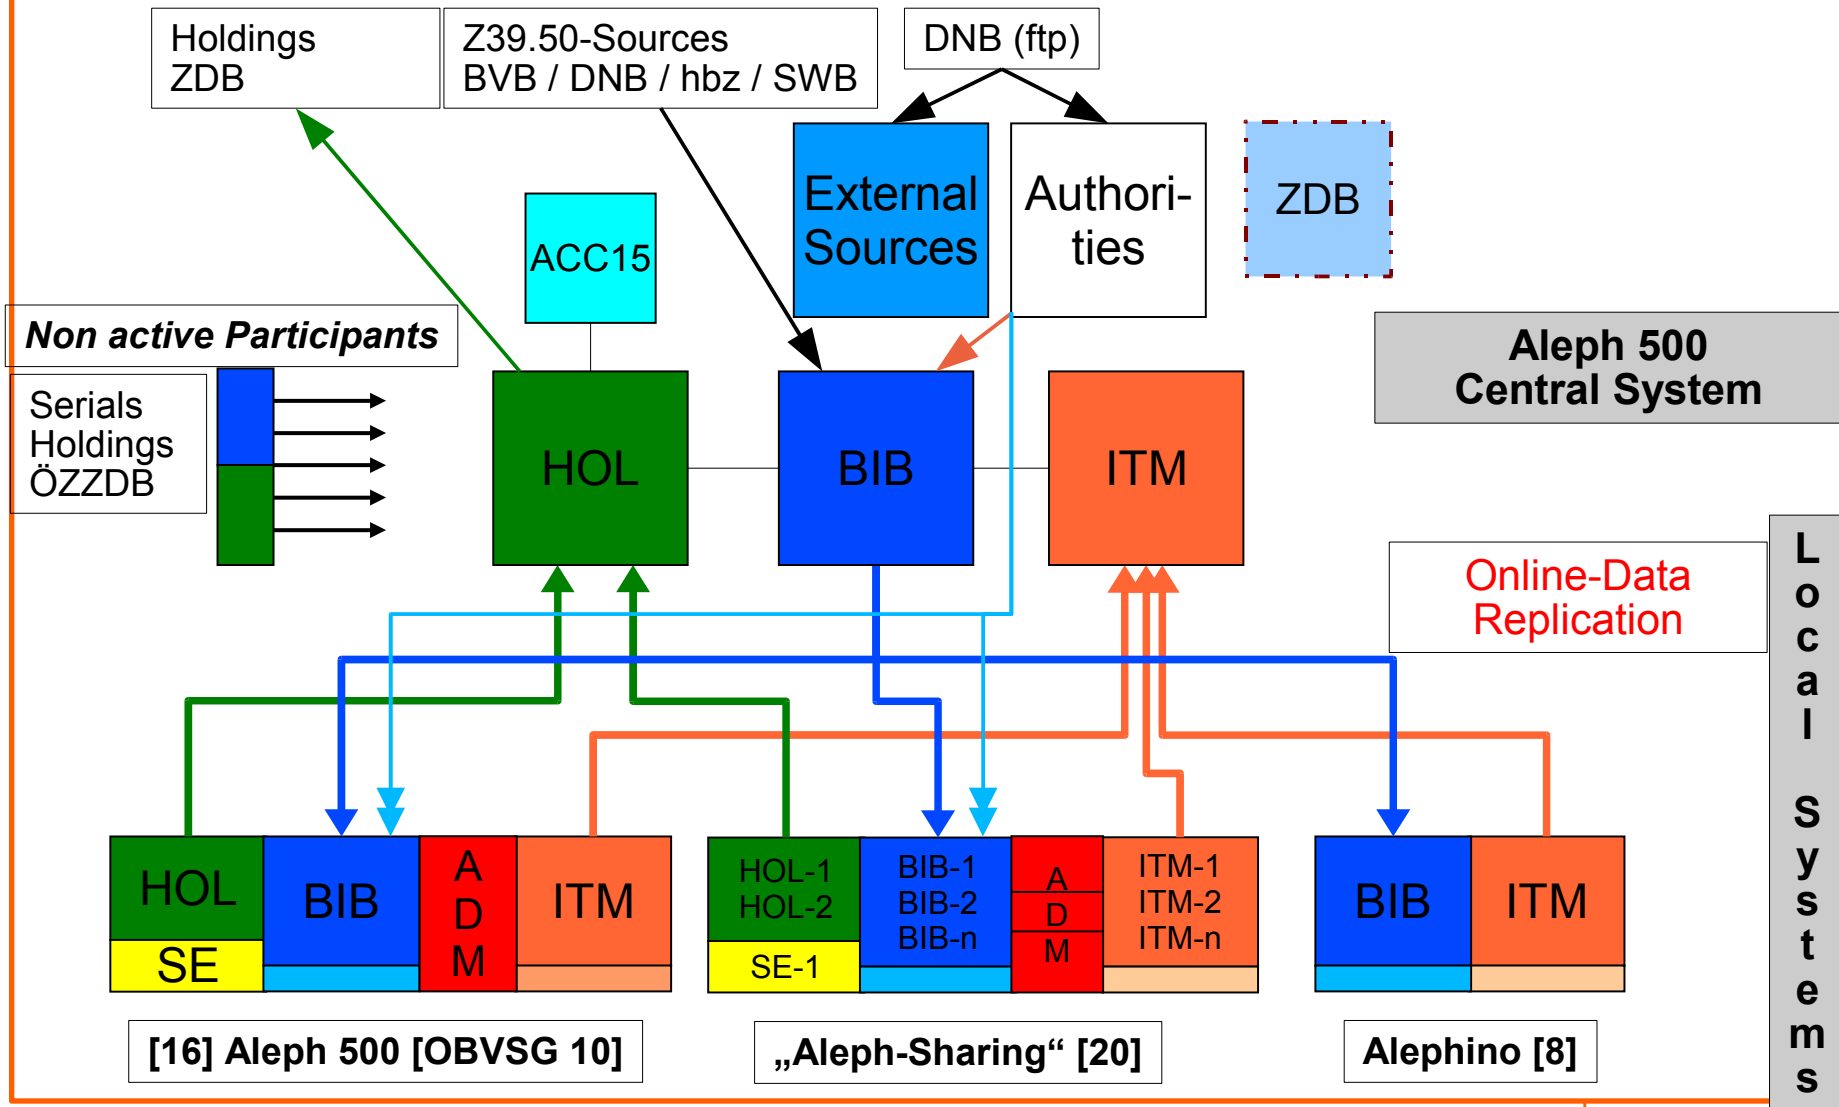 Holdings
ZDB
Z39.50-Sources
BVB / DNB / hbz / SWB
DNB (ftp)
External
Sources
Authori-
ties
ZDB
ACC15
Non active Participants
Serials
Holdings
ÖZZDB
HOL
BIB
ITM
Aleph 500
Central System
Online-Data
Replication
L
o
c
a
l
S
y
s
t
e
m
s
HOL
SE
BIB
A
D
M
ITM
HOL-1
HOL-2
SE-1
BIB-1
BIB-2
BIB-n
A
D
M
ITM-1
ITM-2
ITM-n
BIB
ITM
[16] Aleph 500 [OBVSG 10]
„Aleph-Sharing“ [20]
Alephino [8]